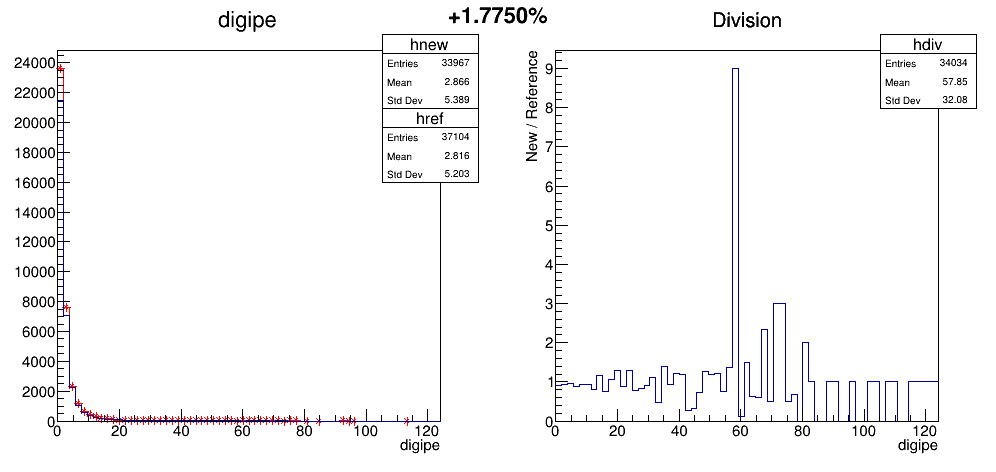 +1.7750%
digipe
hnew
Entries 33967
Mean 2.866
Std Dev 5.389
href
Entries 37104
Mean 2.816
Std Dev 5.203
24000
22000
20000
18000
16000
14000
12000
10000
8000
6000
4000
2000
0
0 20 40 60 80 100 120
digipe
Division
hdiv
Entries 34034
Mean 57.85
Std Dev 32.08
New / Reference
9
8
7
6
5
4
3
2
1
0
0 20 40 60 80 100 120
digipe